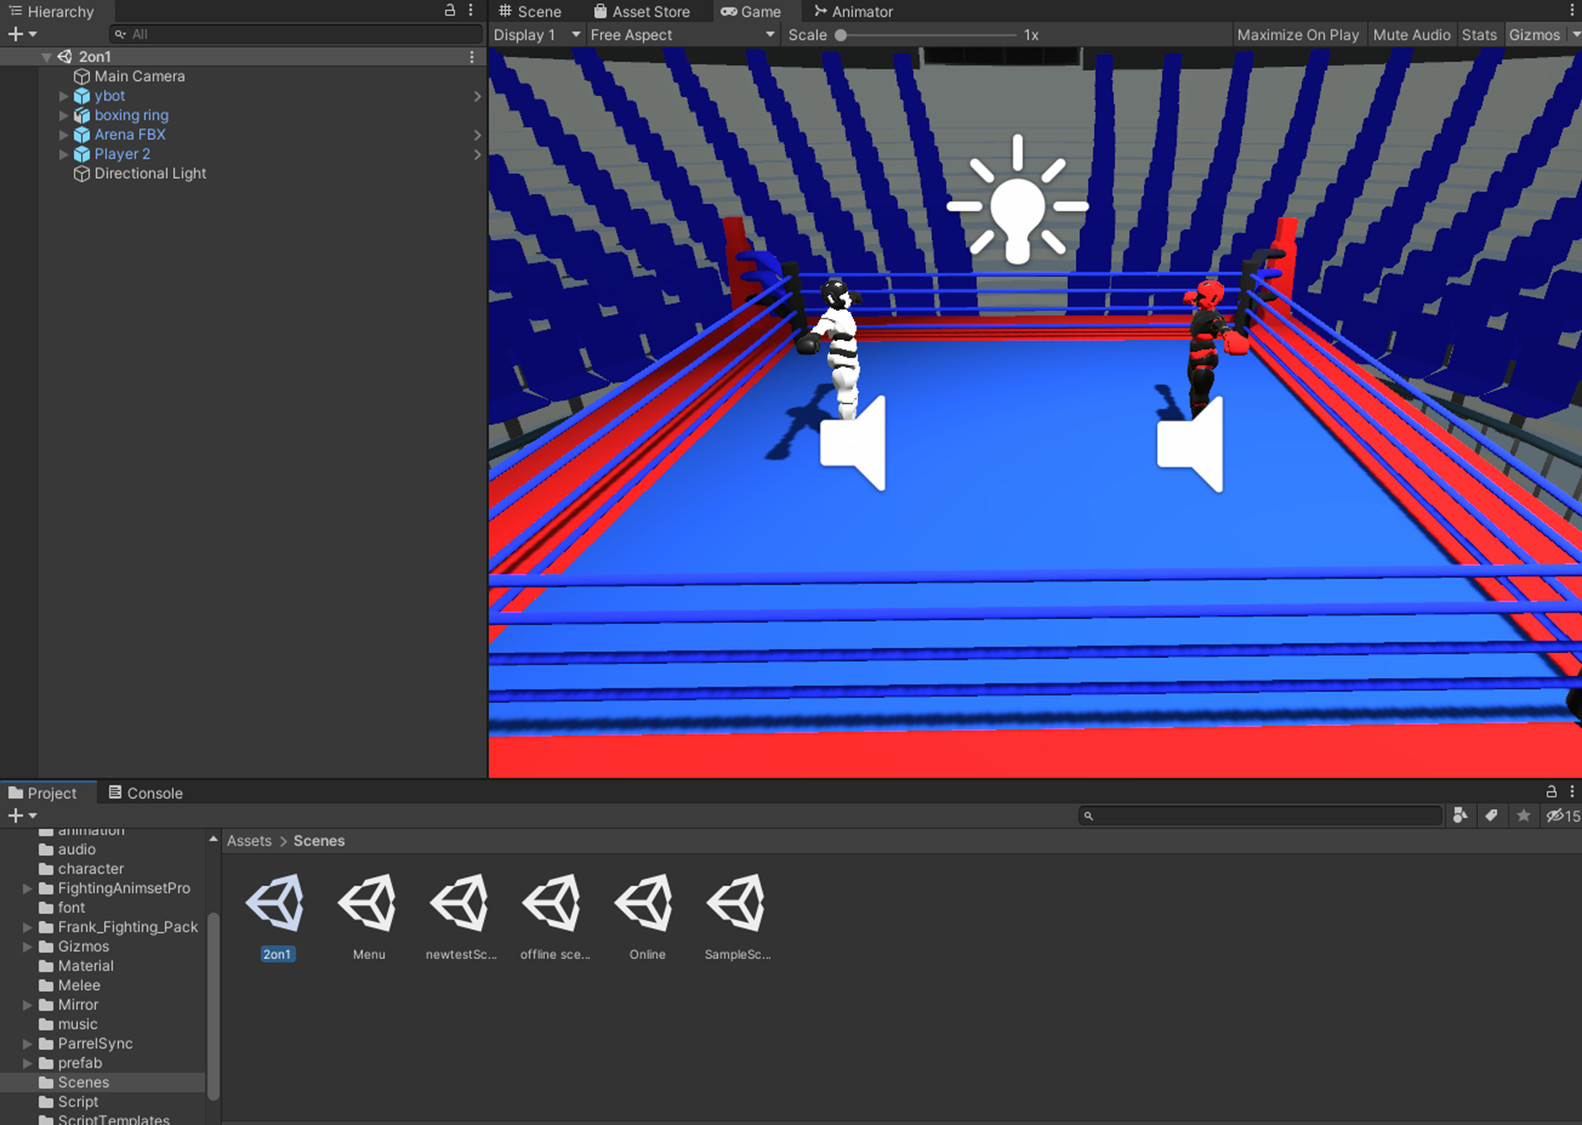 Hierarchy
All
2on1
Main Camera
ybot
boxing ring
Arena FBX
Player 2
Directional Light
Scene Asset Store Game Animator
Display 1 Free Aspect Scale 1x Maximize On Play Mute Audio Stats Gizmos
Project Console
15
animation
audio
character
FightingAnimsetPro
font
Frank_Fighting_Pack
Gizmos
Material
Melee
Mirror
music
ParrelSync
prefab
Scenes
Script
ScriptTemplates
Assets > Scenes
2on1 Menu newtestSc... offline sce... Online SampleSc...